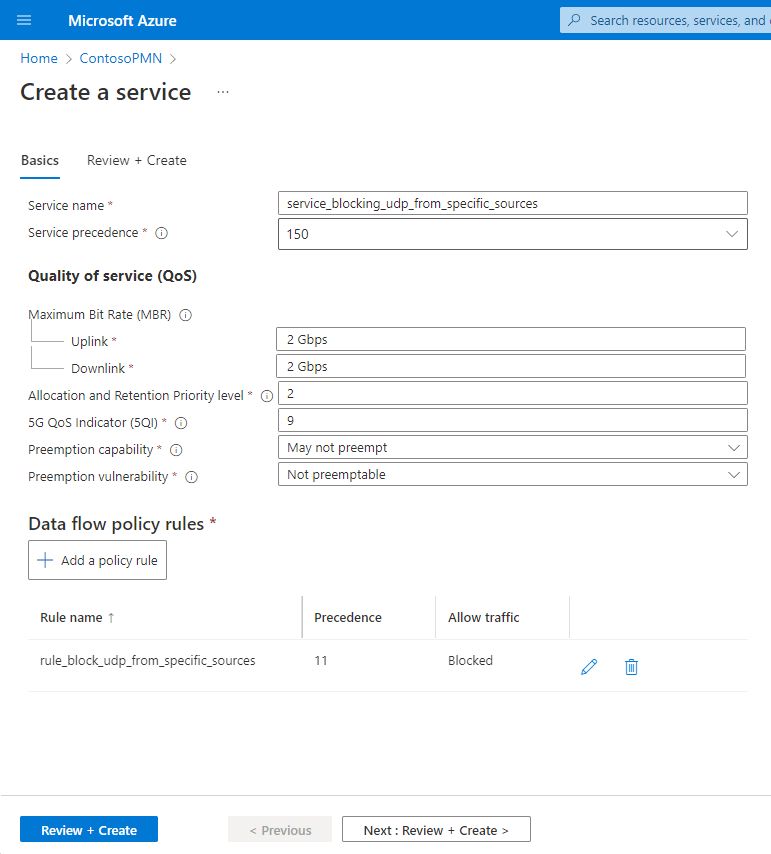 Microsoft Azure
Search resources, services, and
Home > ContosoPMN >
Create a service ...
Basics Review + Create
Service name *
service_blocking_udp_from_specific_sources
Service precedence *
150
Quality of service (QoS)
Maximum Bit Rate (MBR)
Uplink *
2 Gbps
Downlink *
2 Gbps
Allocation and Retention Priority level *
2
5G QoS Indicator (5QI) *
9
Preemption capability *
May not preempt
Preemption vulnerability *
Not preemptable
Data flow policy rules *
Add a policy rule
Rule name ↑ Precedence Allow traffic
rule_block_udp_from_specific_sources 11 Blocked
Review + Create < Previous Next : Review + Create >